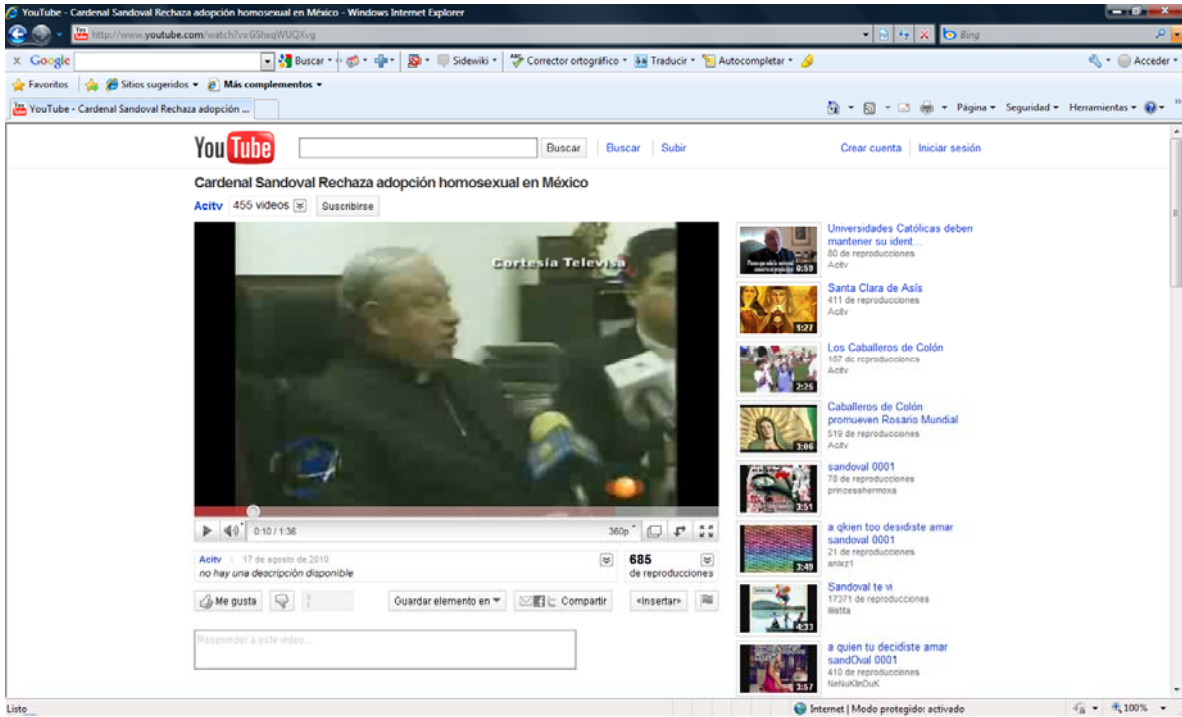 YouTube - Cardenal Sandoval Rechaza adopción homosexual en México - Windows Internet Explorer
http://www.youtube.com/watch?v=GShxqWUQXvg
Bing
x Google
Buscar
Sidewiki
Corrector ortográfico
Traducir
Autocompletar
Acceder
Favoritos
Sitios sugeridos
Más complementos
YouTube - Cardenal Sandoval Rechaza adopción ...
Página
Seguridad
Herramientas
YouTube
Buscar
Buscar
Subir
Crear cuenta
Iniciar sesión
Cardenal Sandoval Rechaza adopción homosexual en México
Acitv 455 videos
Suscribirse
Cortesía Televisa
0:10 / 1:36
360p
Acitv 17 de agosto de 2010
no hay una descripción disponible
685
de reproducciones
Me gusta
Guardar elemento en
Compartir
«Insertar»
Responder a este video...
Universidades Católicas deben
mantener su ident...
80 de reproducciones
Acitv
0:59
Santa Clara de Asís
411 de reproducciones
Acitv
1:27
Los Caballeros de Colón
187 de reproducciones
Acitv
2:25
Caballeros de Colón
promueven Rosario Mundial
519 de reproducciones
Acitv
3:06
sandoval 0001
78 de reproducciones
princesshermoxa
3:51
a qkien too desidiste amar
sandoval 0001
21 de reproducciones
3:49
Sandoval te vi
17371 de reproducciones
4:33
a quien tu decidiste amar
sandOval 0001
410 de reproducciones
3:57
Listo
Internet | Modo protegido: activado
100%